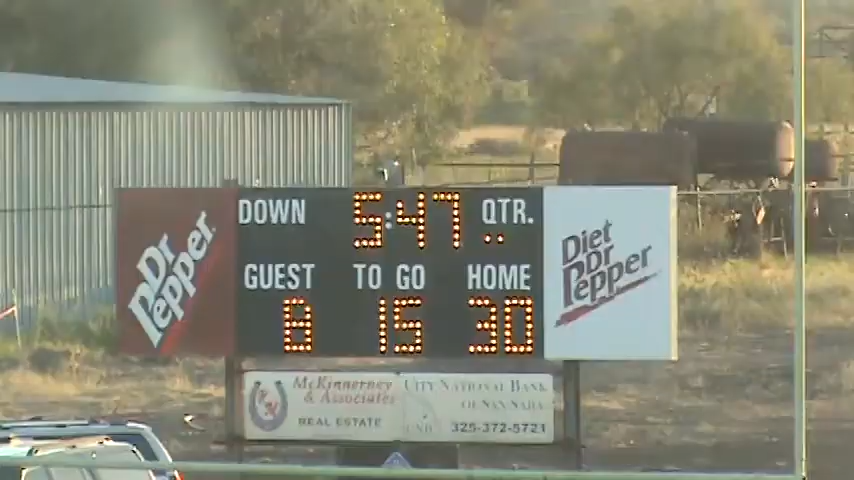 DOWN 5:47 QTR.
GUEST TO GO HOME
8 15 30
Dr Pepper
Diet Dr Pepper
McKinnerney & Associates
REAL ESTATE
CITY NATIONAL BANK
OF SAN SABA
325-372-5721